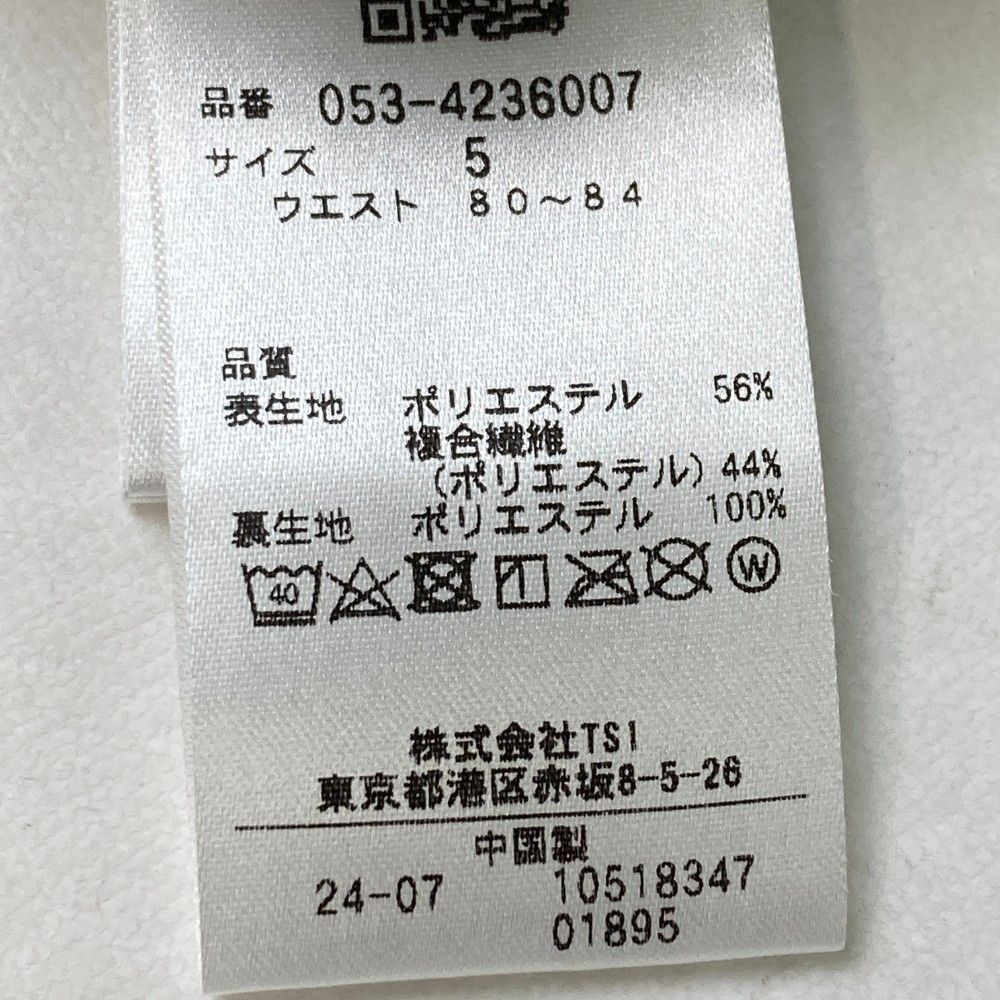 品番 053-4236007
サイズ 5
ウエスト 80～84
品質
表生地 ポリエステル 56%
複合繊維
(ポリエステル) 44%
裏生地 ポリエステル 100%
40 W
株式会社TSI
東京都港区赤坂8-5-26
中国製
24-07 10518347
01895